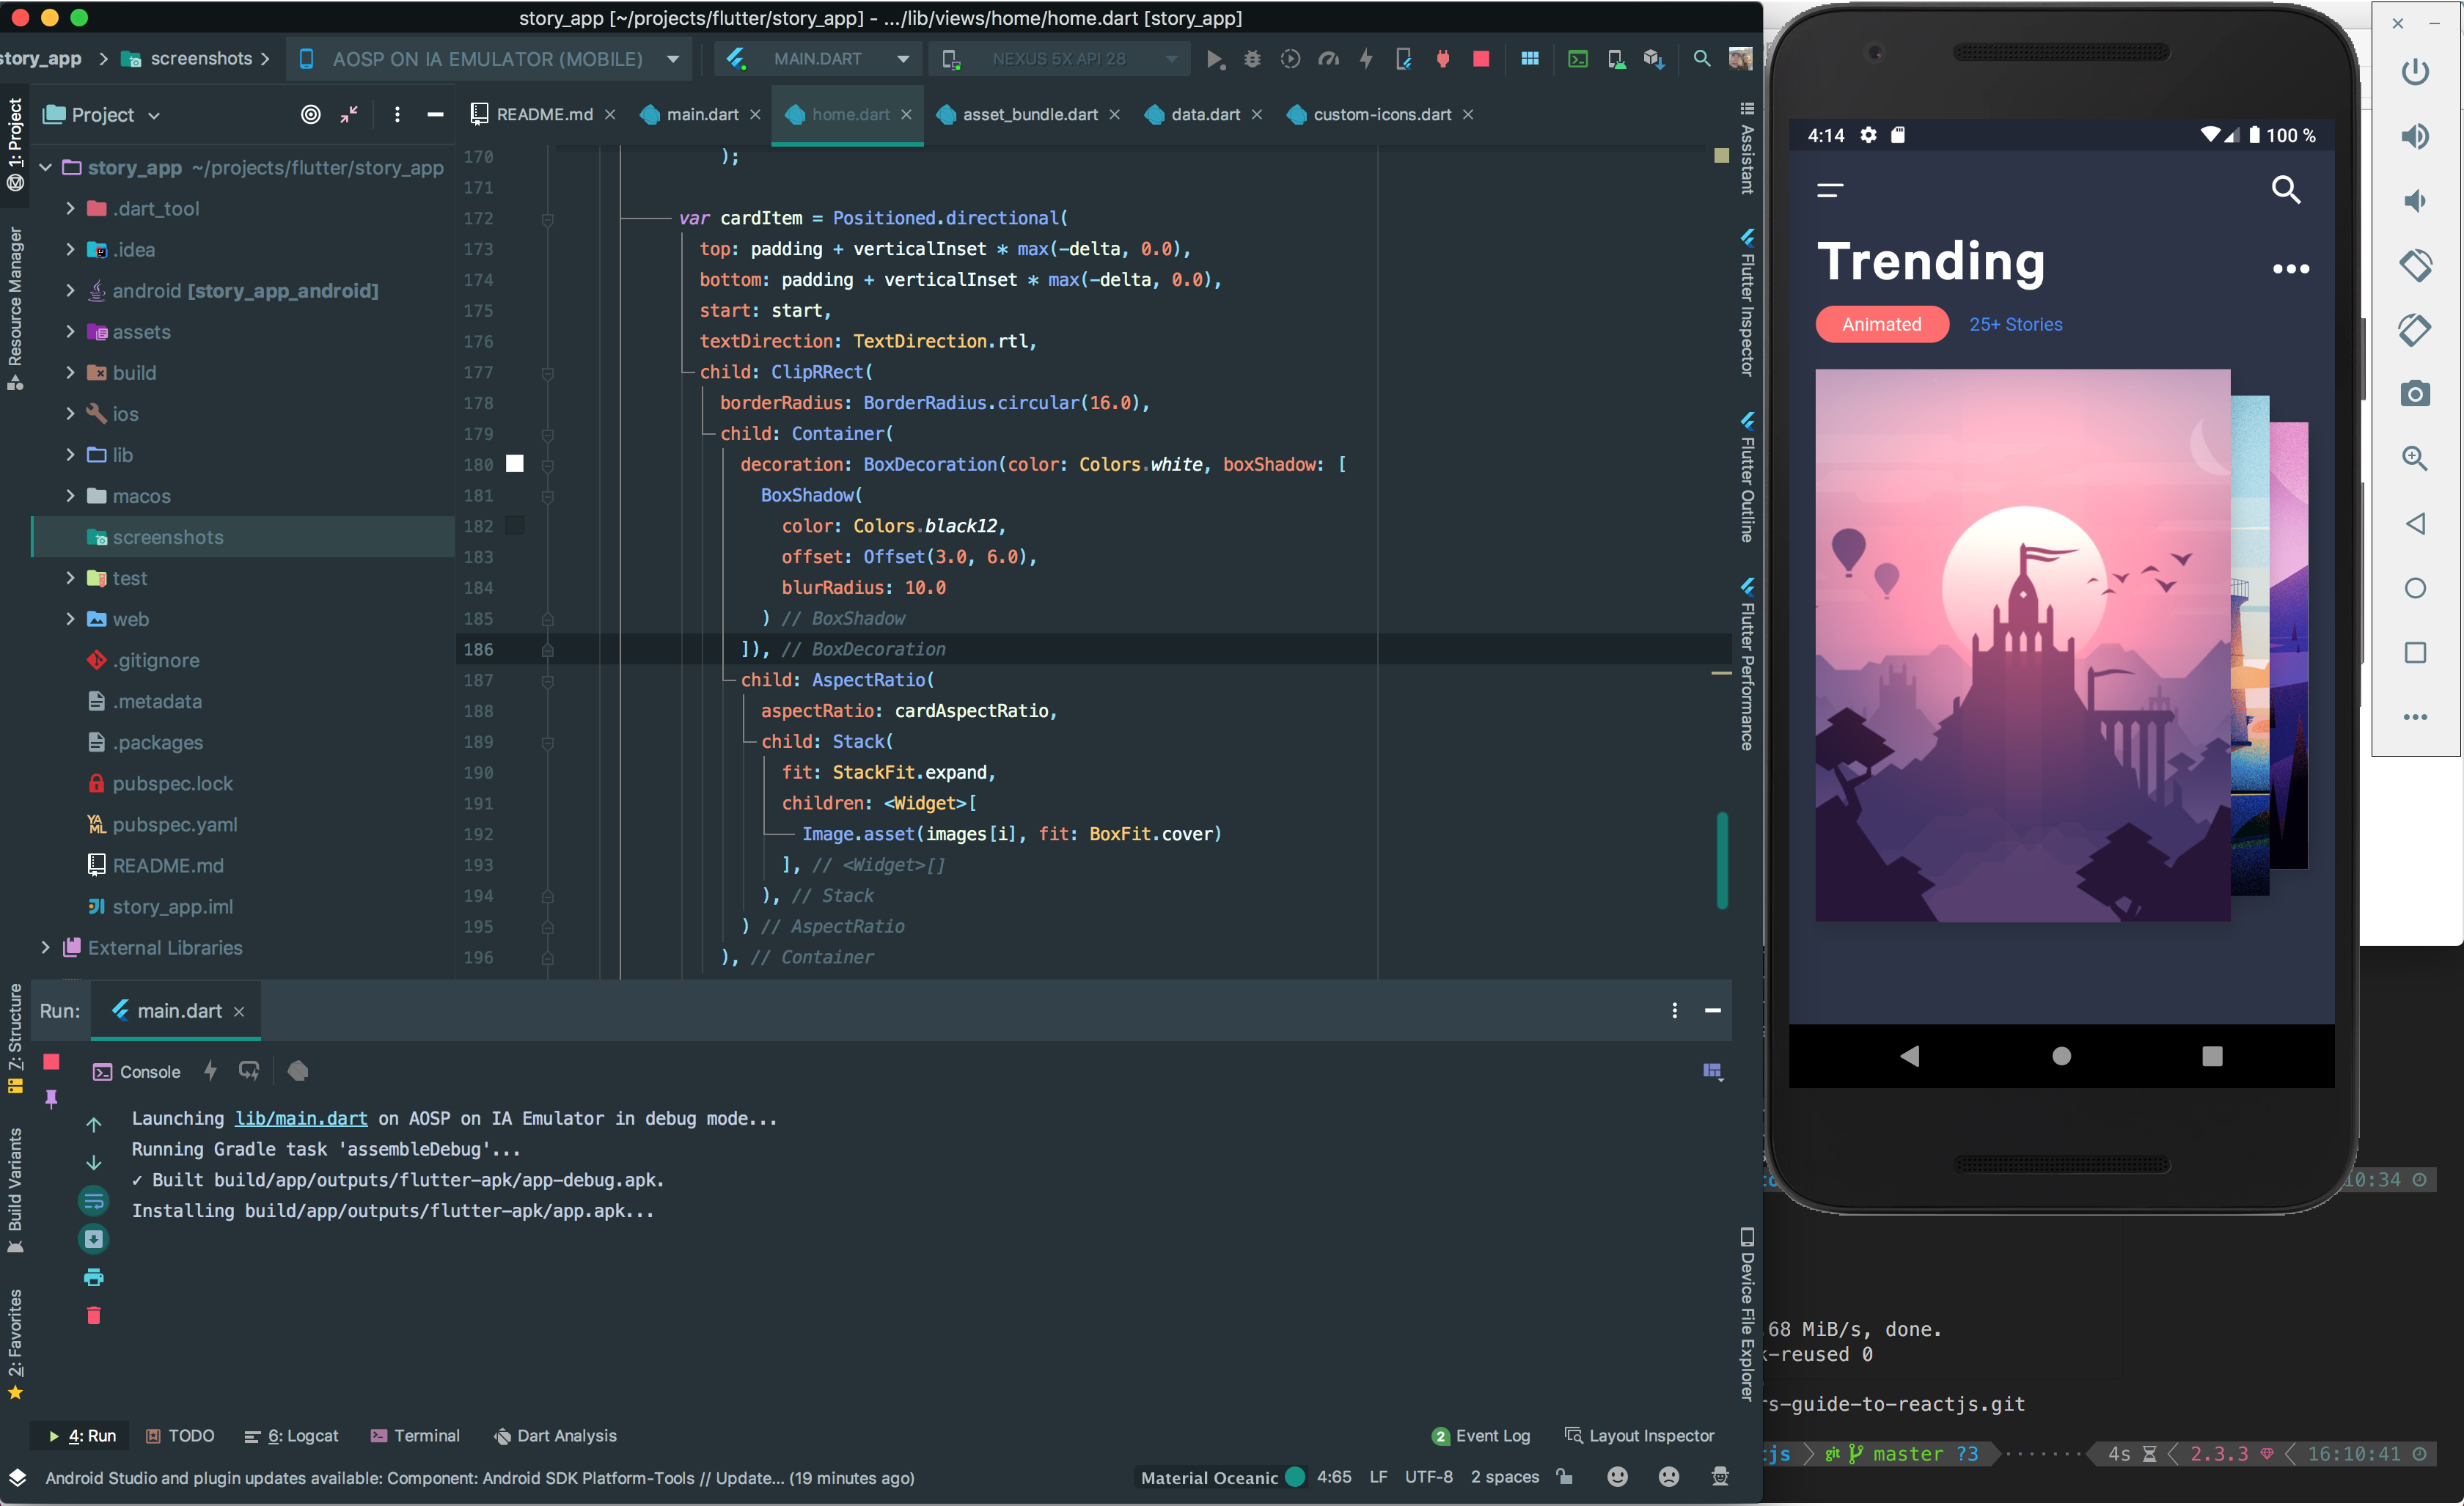 story_app [~/projects/flutter/story_app] - .../lib/views/home/home.dart [story_app]
story_app
screenshots
AOSP ON IA EMULATOR (MOBILE)
MAIN.DART
NEXUS 5X API 28
1: Project
Resource Manager
Z: Structure
Build Variants
2: Favorites
Project
story_app ~/projects/flutter/story_app
.dart_tool
.idea
android [story_app_android]
assets
build
ios
lib
macos
screenshots
test
web
.gitignore
.metadata
.packages
pubspec.lock
pubspec.yaml
README.md
story_app.iml
External Libraries
README.md
main.dart
home.dart
asset_bundle.dart
data.dart
custom-icons.dart
170 );
171
172 var cardItem = Positioned.directional(
173 top: padding + verticalInset * max(-delta, 0.0),
174 bottom: padding + verticalInset * max(-delta, 0.0),
175 start: start,
176 textDirection: TextDirection.rtl,
177 child: ClipRRect(
178 borderRadius: BorderRadius.circular(16.0),
179 child: Container(
180 decoration: BoxDecoration(color: Colors.white, boxShadow: [
181 BoxShadow(
182 color: Colors.black12,
183 offset: Offset(3.0, 6.0),
184 blurRadius: 10.0
185 ) // BoxShadow
186 ]), // BoxDecoration
187 child: AspectRatio(
188 aspectRatio: cardAspectRatio,
189 child: Stack(
190 fit: StackFit.expand,
191 children: <Widget>[
192 Image.asset(images[i], fit: BoxFit.cover)
193 ], // <Widget>[]
194 ), // Stack
195 ) // AspectRatio
196 ), // Container
Assistant
Flutter Inspector
Flutter Outline
Flutter Performance
Device File Explorer
Run:
main.dart
Console
Launching lib/main.dart on AOSP on IA Emulator in debug mode...
Running Gradle task 'assembleDebug'...
✓ Built build/app/outputs/flutter-apk/app-debug.apk.
Installing build/app/outputs/flutter-apk/app.apk...
4: Run
TODO
6: Logcat
Terminal
Dart Analysis
2 Event Log
Layout Inspector
Android Studio and plugin updates available: Component: Android SDK Platform-Tools // Update... (19 minutes ago)
Material Oceanic
4:65
LF
UTF-8
2 spaces
4:14
100 %
Trending
Animated
25+ Stories
10:34
68 MiB/s, done.
k-reused 0
rs-guide-to-reactjs.git
tjs
git
master ?3
4s
2.3.3
16:10:41